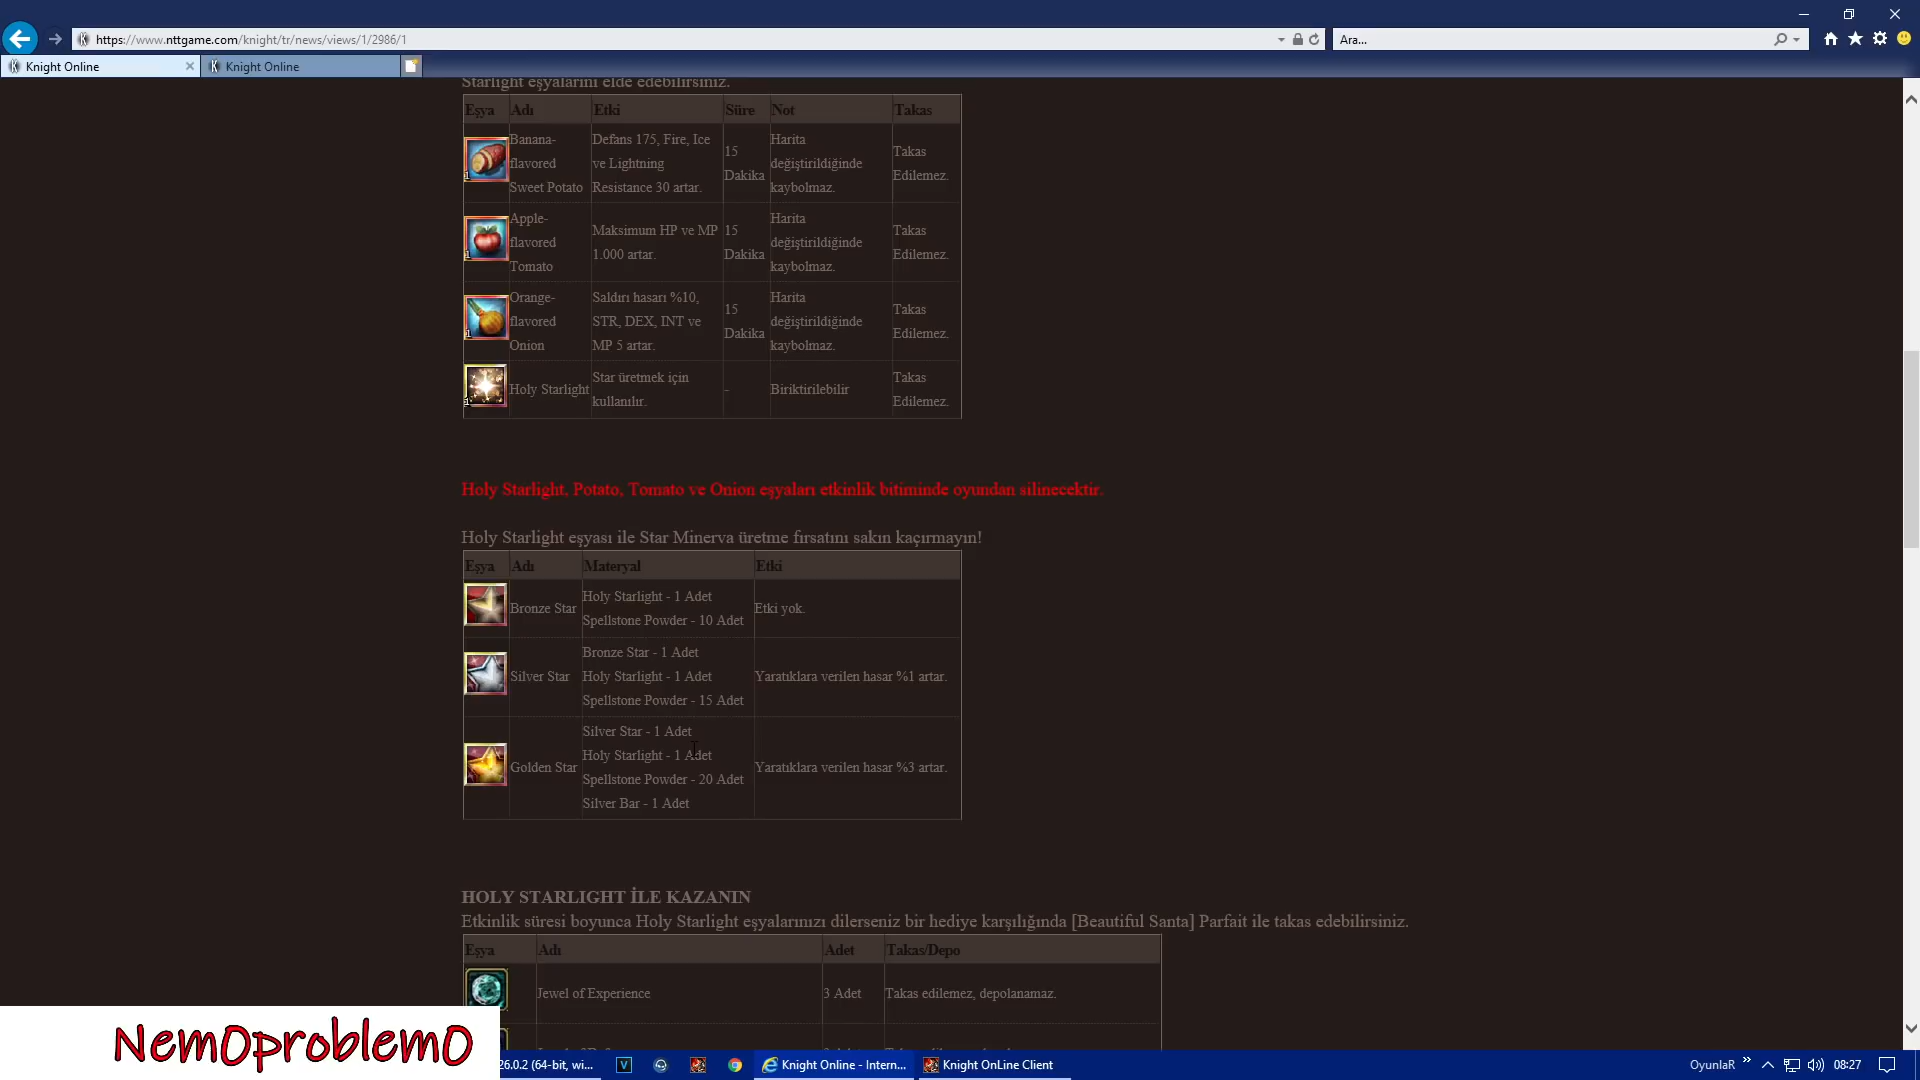 https://www.nttgame.com/knight/tr/news/views/1/2986/1
Ara...
Knight Online
Knight Online
Starlight eşyalarını elde edebilirsiniz.
Eşya Adı Etki Süre Not Takas
Banana-
flavored
Sweet Potato
Defans 175, Fire, Ice
ve Lightning
Resistance 30 artar.
15
Dakika
Harita
değiştirildiğinde
kaybolmaz.
Takas
Edilemez.
Apple-
flavored
Tomato
Maksimum HP ve MP
1.000 artar.
15
Dakika
Harita
değiştirildiğinde
kaybolmaz.
Takas
Edilemez.
Orange-
flavored
Onion
Saldırı hasarı %10,
STR, DEX, INT ve
MP 5 artar.
15
Dakika
Harita
değiştirildiğinde
kaybolmaz.
Takas
Edilemez.
Holy Starlight
Star üretmek için
kullanılır.
-
Biriktirilebilir
Takas
Edilemez.
Holy Starlight, Potato, Tomato ve Onion eşyaları etkinlik bitiminde oyundan silinecektir.
Holy Starlight eşyası ile Star Minerva üretme fırsatını sakın kaçırmayın!
Eşya Adı Materyal Etki
Bronze Star
Holy Starlight - 1 Adet
Spellstone Powder - 10 Adet
Etki yok.
Silver Star
Bronze Star - 1 Adet
Holy Starlight - 1 Adet
Spellstone Powder - 15 Adet
Yaratıklara verilen hasar %1 artar.
Golden Star
Silver Star - 1 Adet
Holy Starlight - 1 Adet
Spellstone Powder - 20 Adet
Silver Bar - 1 Adet
Yaratıklara verilen hasar %3 artar.
HOLY STARLIGHT İLE KAZANIN
Etkinlik süresi boyunca Holy Starlight eşyalarınızı dilerseniz bir hediye karşılığında [Beautiful Santa] Parfait ile takas edebilirsiniz.
Eşya Adı Adet Takas/Depo
Jewel of Experience 3 Adet Takas edilemez, depolanamaz.
Nem0problem0
26.0.2 (64-bit, wi...
Knight Online - Intern...
Knight OnLine Client
OyunlaR
08:27